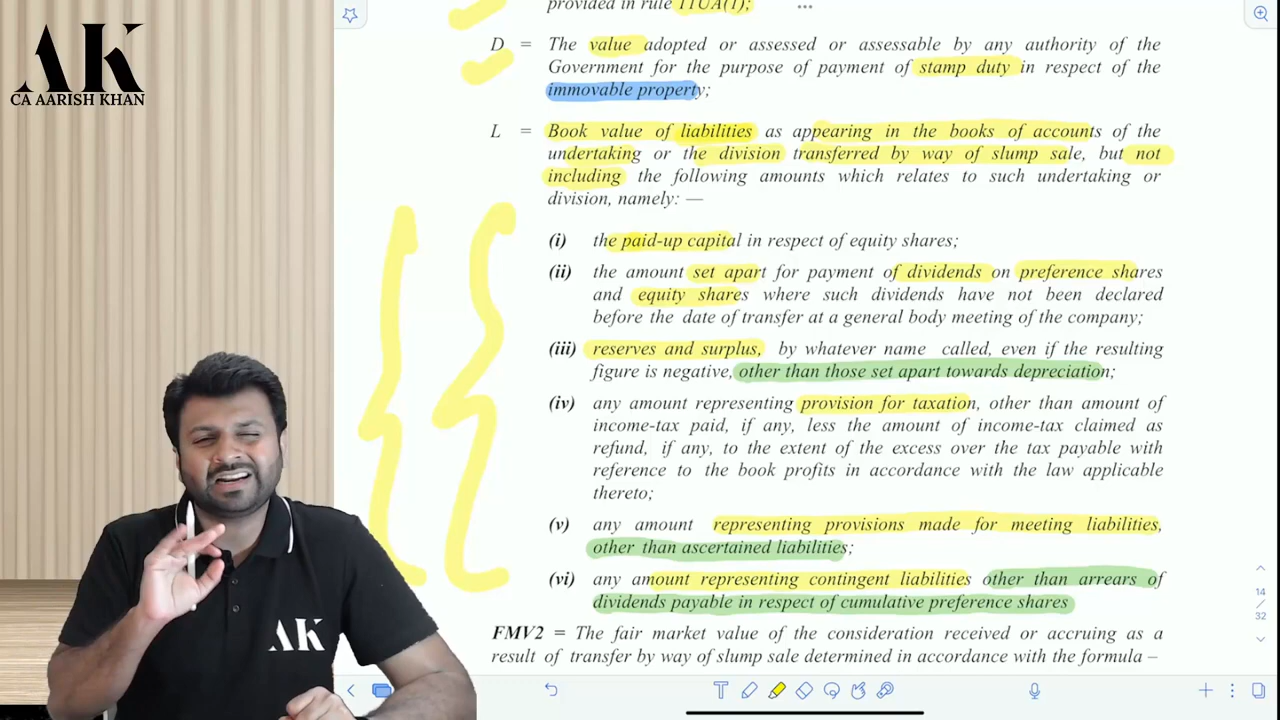 AK
CA AARISH KHAN
provided in rule 11UA(1);
D = The value adopted or assessed or assessable by any authority of the
Government for the purpose of payment of stamp duty in respect of the
immovable property;
L = Book value of liabilities as appearing in the books of accounts of the
undertaking or the division transferred by way of slump sale, but not
including the following amounts which relates to such undertaking or
division, namely: —
(i) the paid-up capital in respect of equity shares;
(ii) the amount set apart for payment of dividends on preference shares
and equity shares where such dividends have not been declared
before the date of transfer at a general body meeting of the company;
(iii) reserves and surplus, by whatever name called, even if the resulting
figure is negative, other than those set apart towards depreciation;
(iv) any amount representing provision for taxation, other than amount of
income-tax paid, if any, less the amount of income-tax claimed as
refund, if any, to the extent of the excess over the tax payable with
reference to the book profits in accordance with the law applicable
thereto;
(v) any amount representing provisions made for meeting liabilities,
other than ascertained liabilities;
(vi) any amount representing contingent liabilities other than arrears of
dividends payable in respect of cumulative preference shares
FMV2 = The fair market value of the consideration received or accruing as a
result of transfer by way of slump sale determined in accordance with the formula –
AK
14
/
32